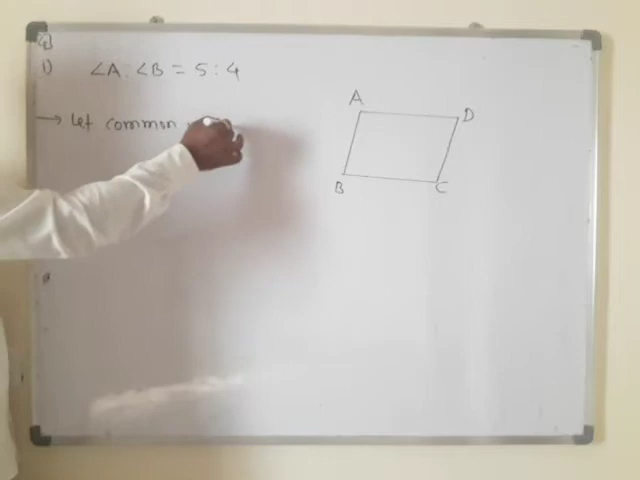 1) ∠A : ∠B = 5 : 4
→ Let common
A
D
B
C